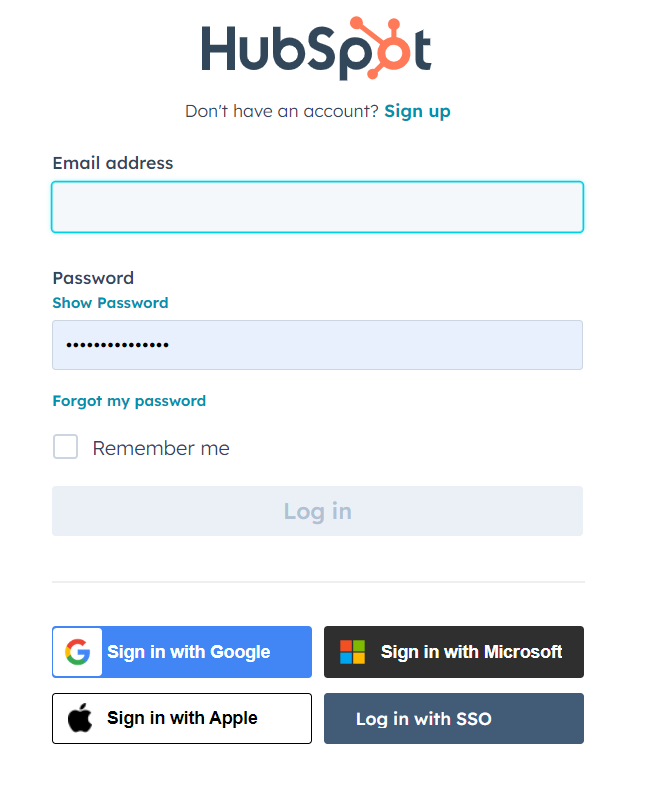 HubSpot
Don't have an account? Sign up
Email address
Password
Show Password
•••••••••••••••
Forgot my password
Remember me
Log in
Sign in with Google
Sign in with Microsoft
Sign in with Apple
Log in with SSO